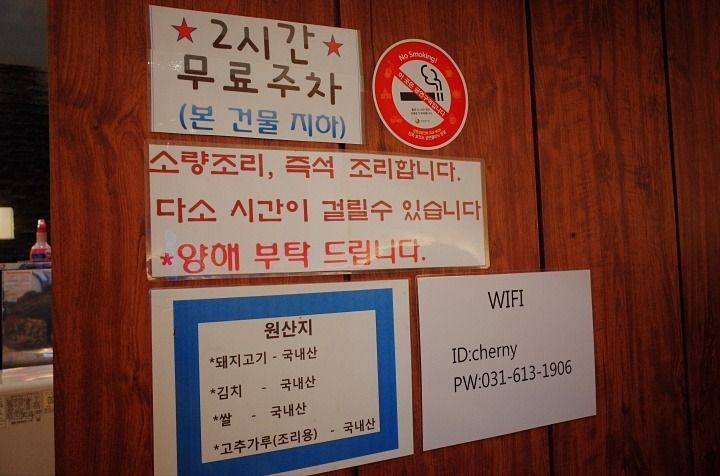 ★ 2시간 ★
무료주차
(본 건물 지하)
No Smoking!
소량조리, 즉석 조리합니다.
다소 시간이 걸릴수 있습니다
*양해 부탁 드립니다.
원산지
*돼지고기 - 국내산
*김치 - 국내산
*쌀 - 국내산
*고추가루(조리용) - 국내산
WIFI
ID:cherny
PW:031-613-1906